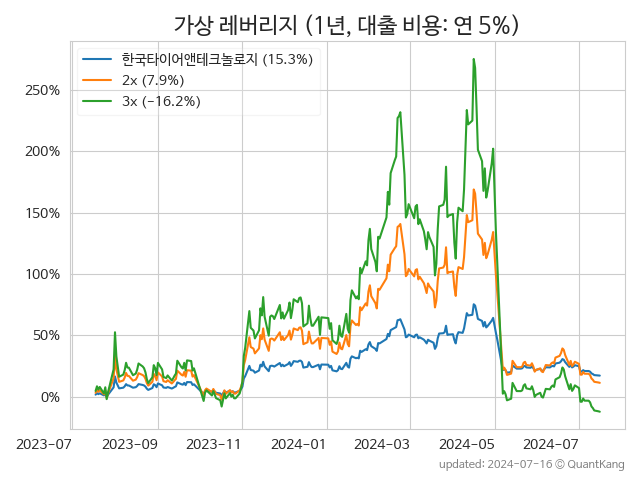 가상 레버리지 (1년, 대출 비용: 연 5%)
한국타이어앤테크놀로지 (15.3%)
2x (7.9%)
3x (−16.2%)
250%
200%
150%
100%
50%
0%
2023-07 2023-09 2023-11 2024-01 2024-03 2024-05 2024-07
updated: 2024-07-16 © QuantKang